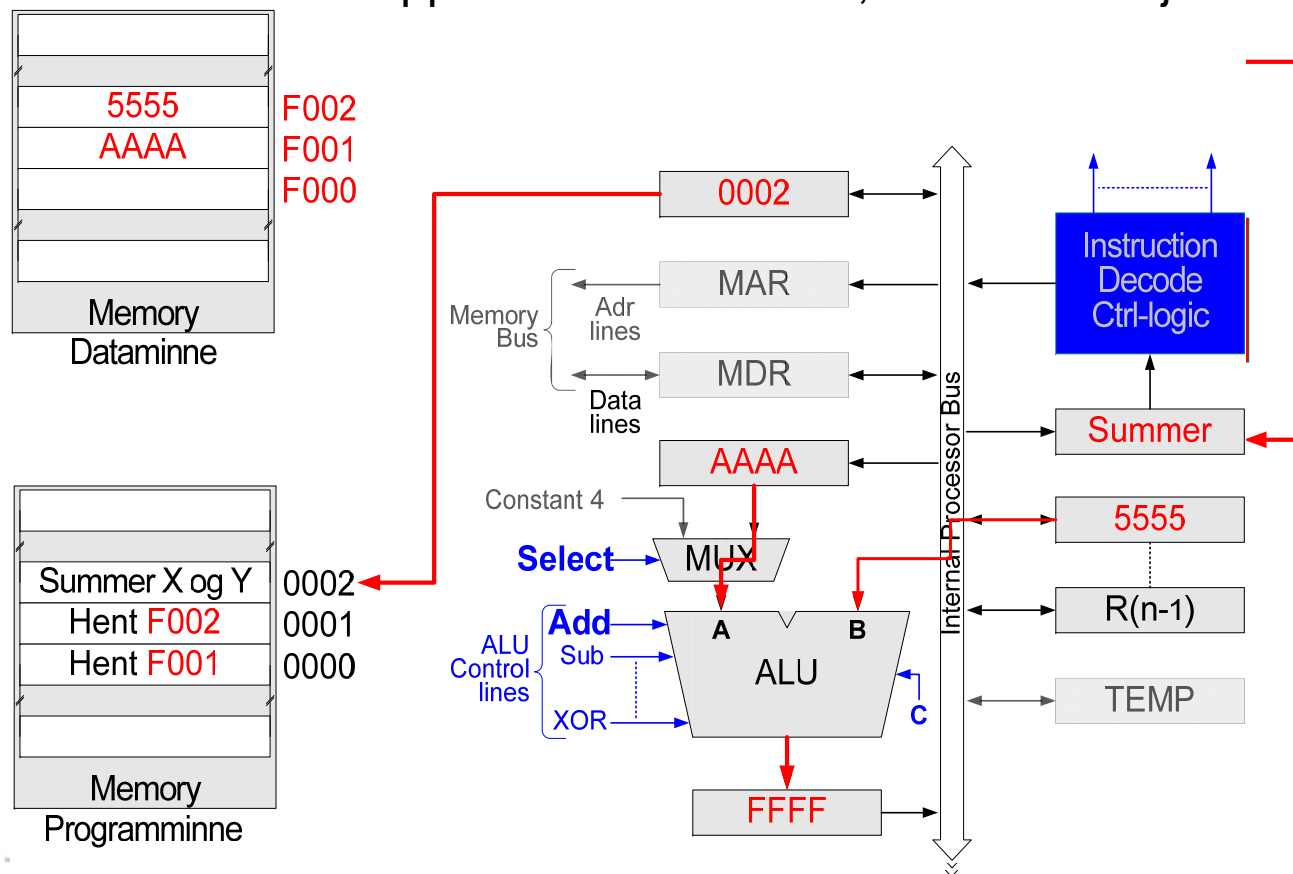 5555 F002
AAAA F001
F000
Memory
Dataminne
Summer X og Y 0002
Hent F002 0001
Hent F001 0000
Memory
Programminne
0002
MAR
Memory
Bus
Adr
lines
MDR
Data
lines
AAAA
Constant 4
Select
MUX
A
B
ALU
ALU
Control
lines
Add
Sub
XOR
C
FFFF
Internal Processor Bus
Instruction
Decode
Ctrl-logic
Summer
5555
R(n-1)
TEMP